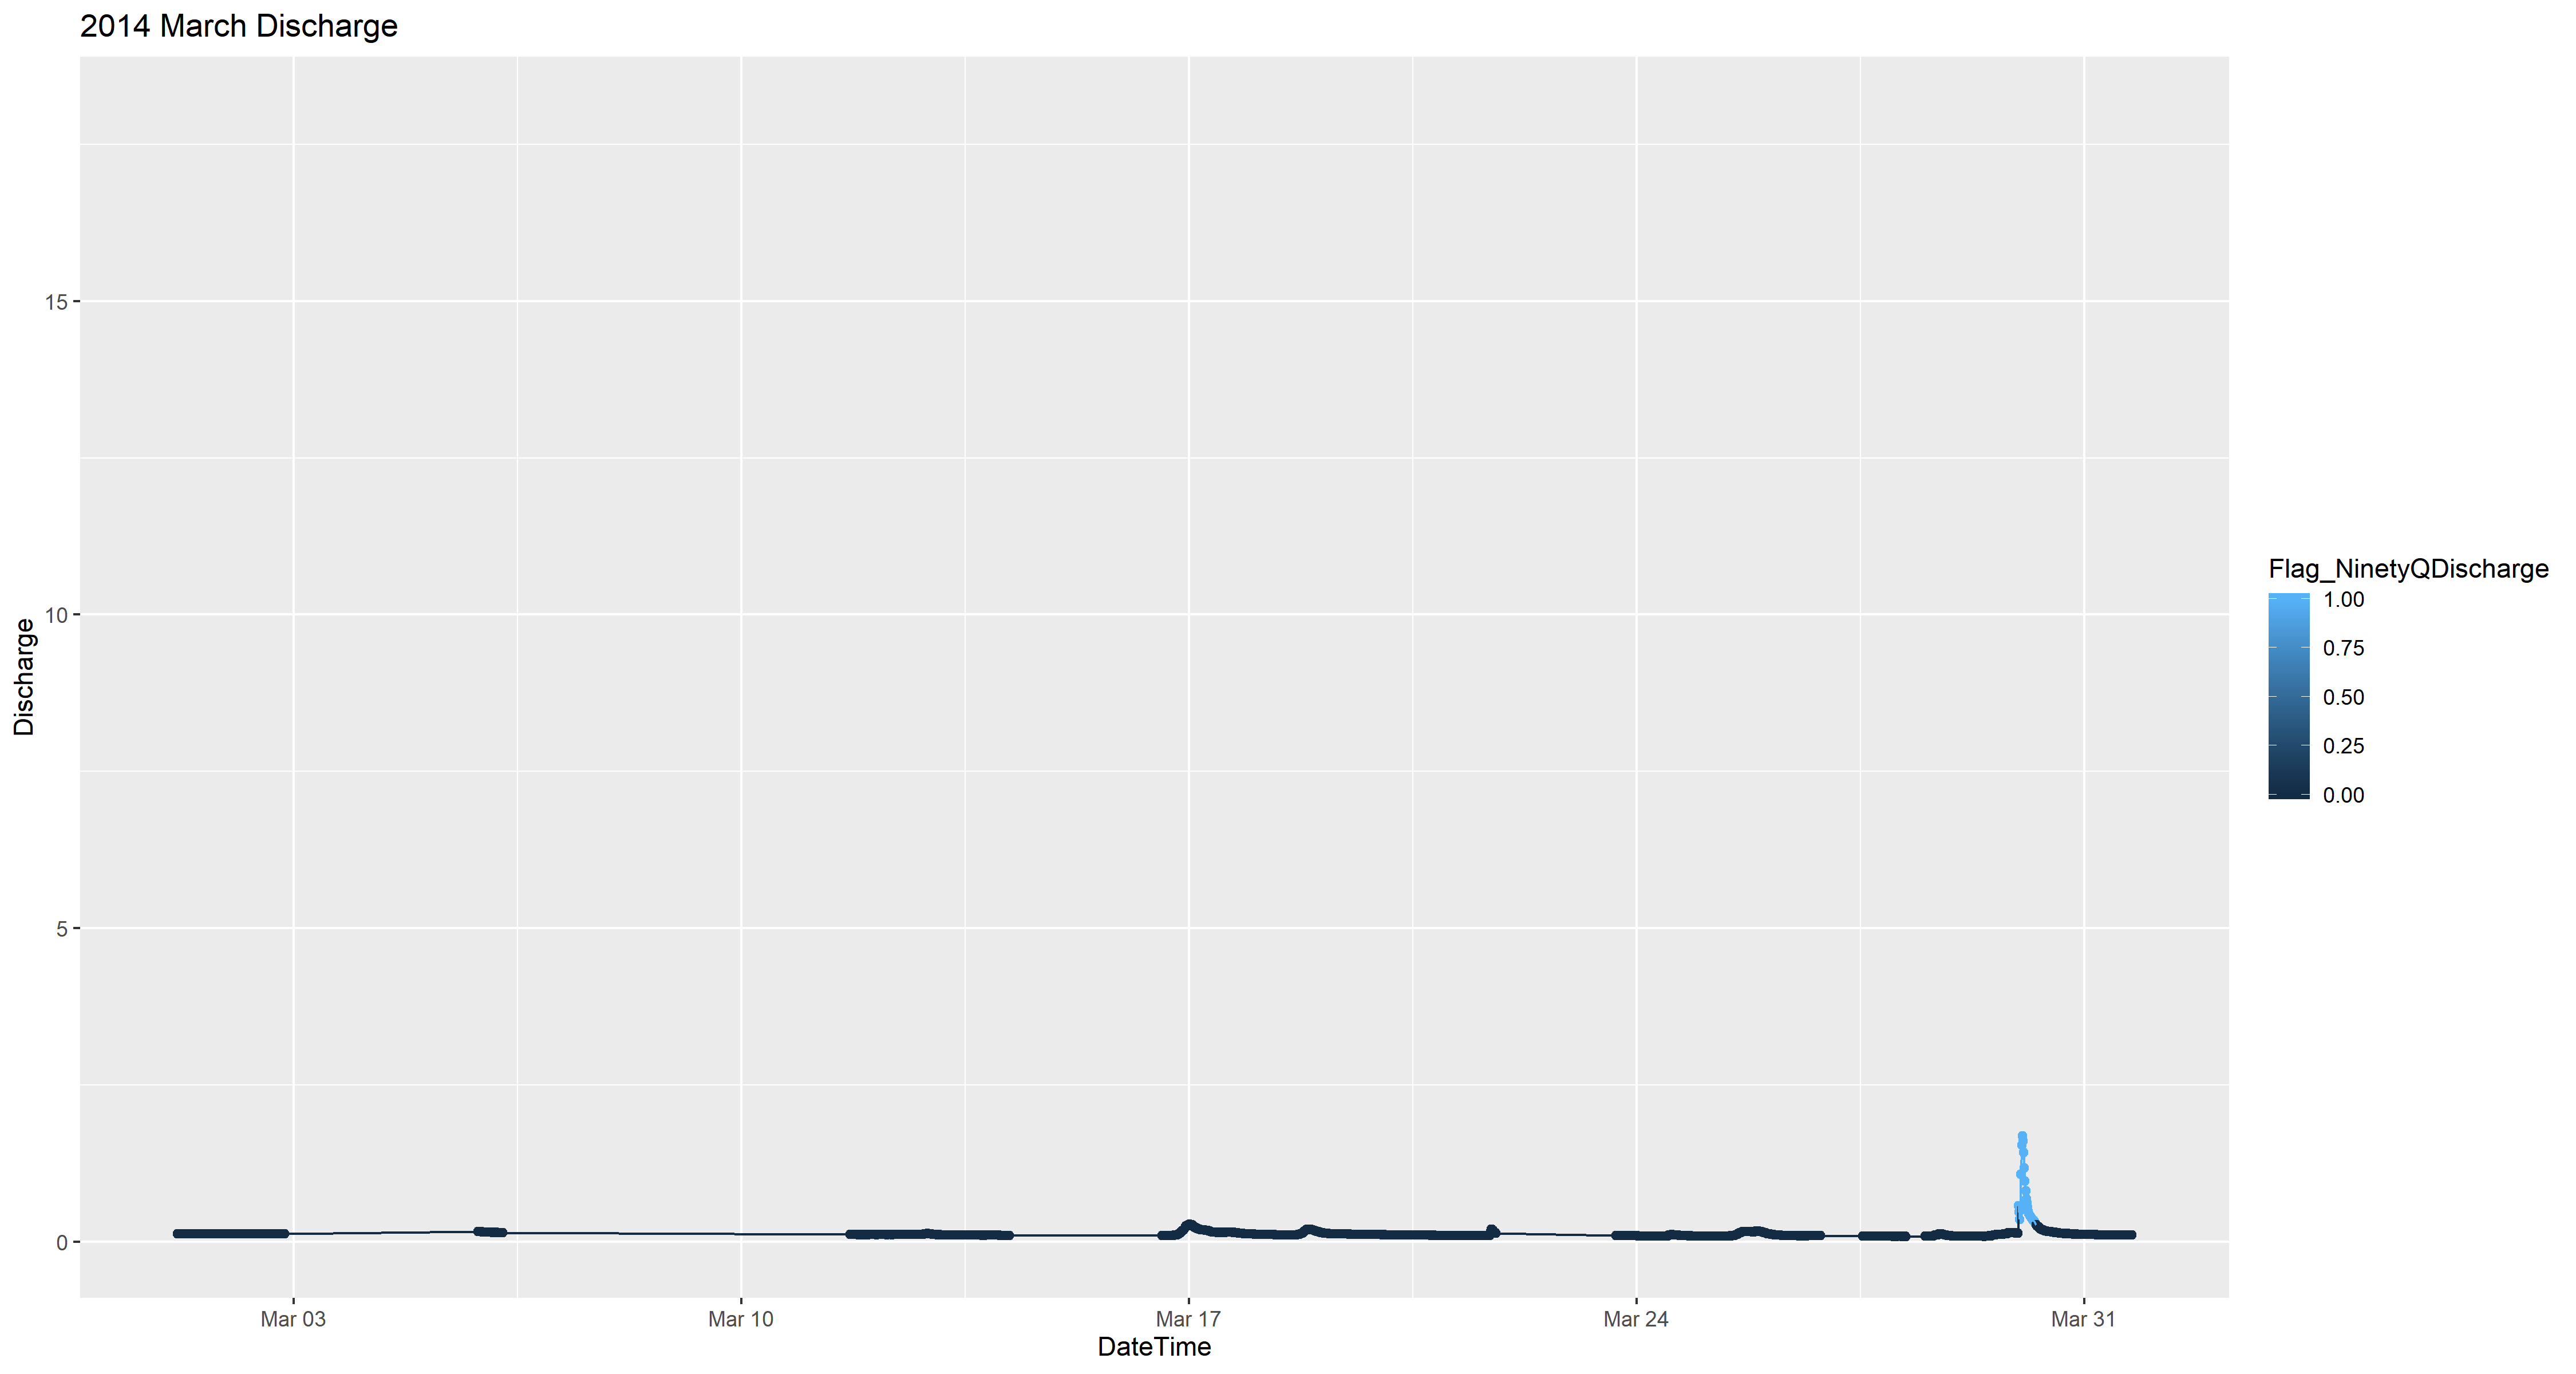 2014 March Discharge
15
10
5
0
Discharge
Mar 03
Mar 10
Mar 17
Mar 24
Mar 31
DateTime
Flag_NinetyQDischarge
1.00
0.75
0.50
0.25
0.00